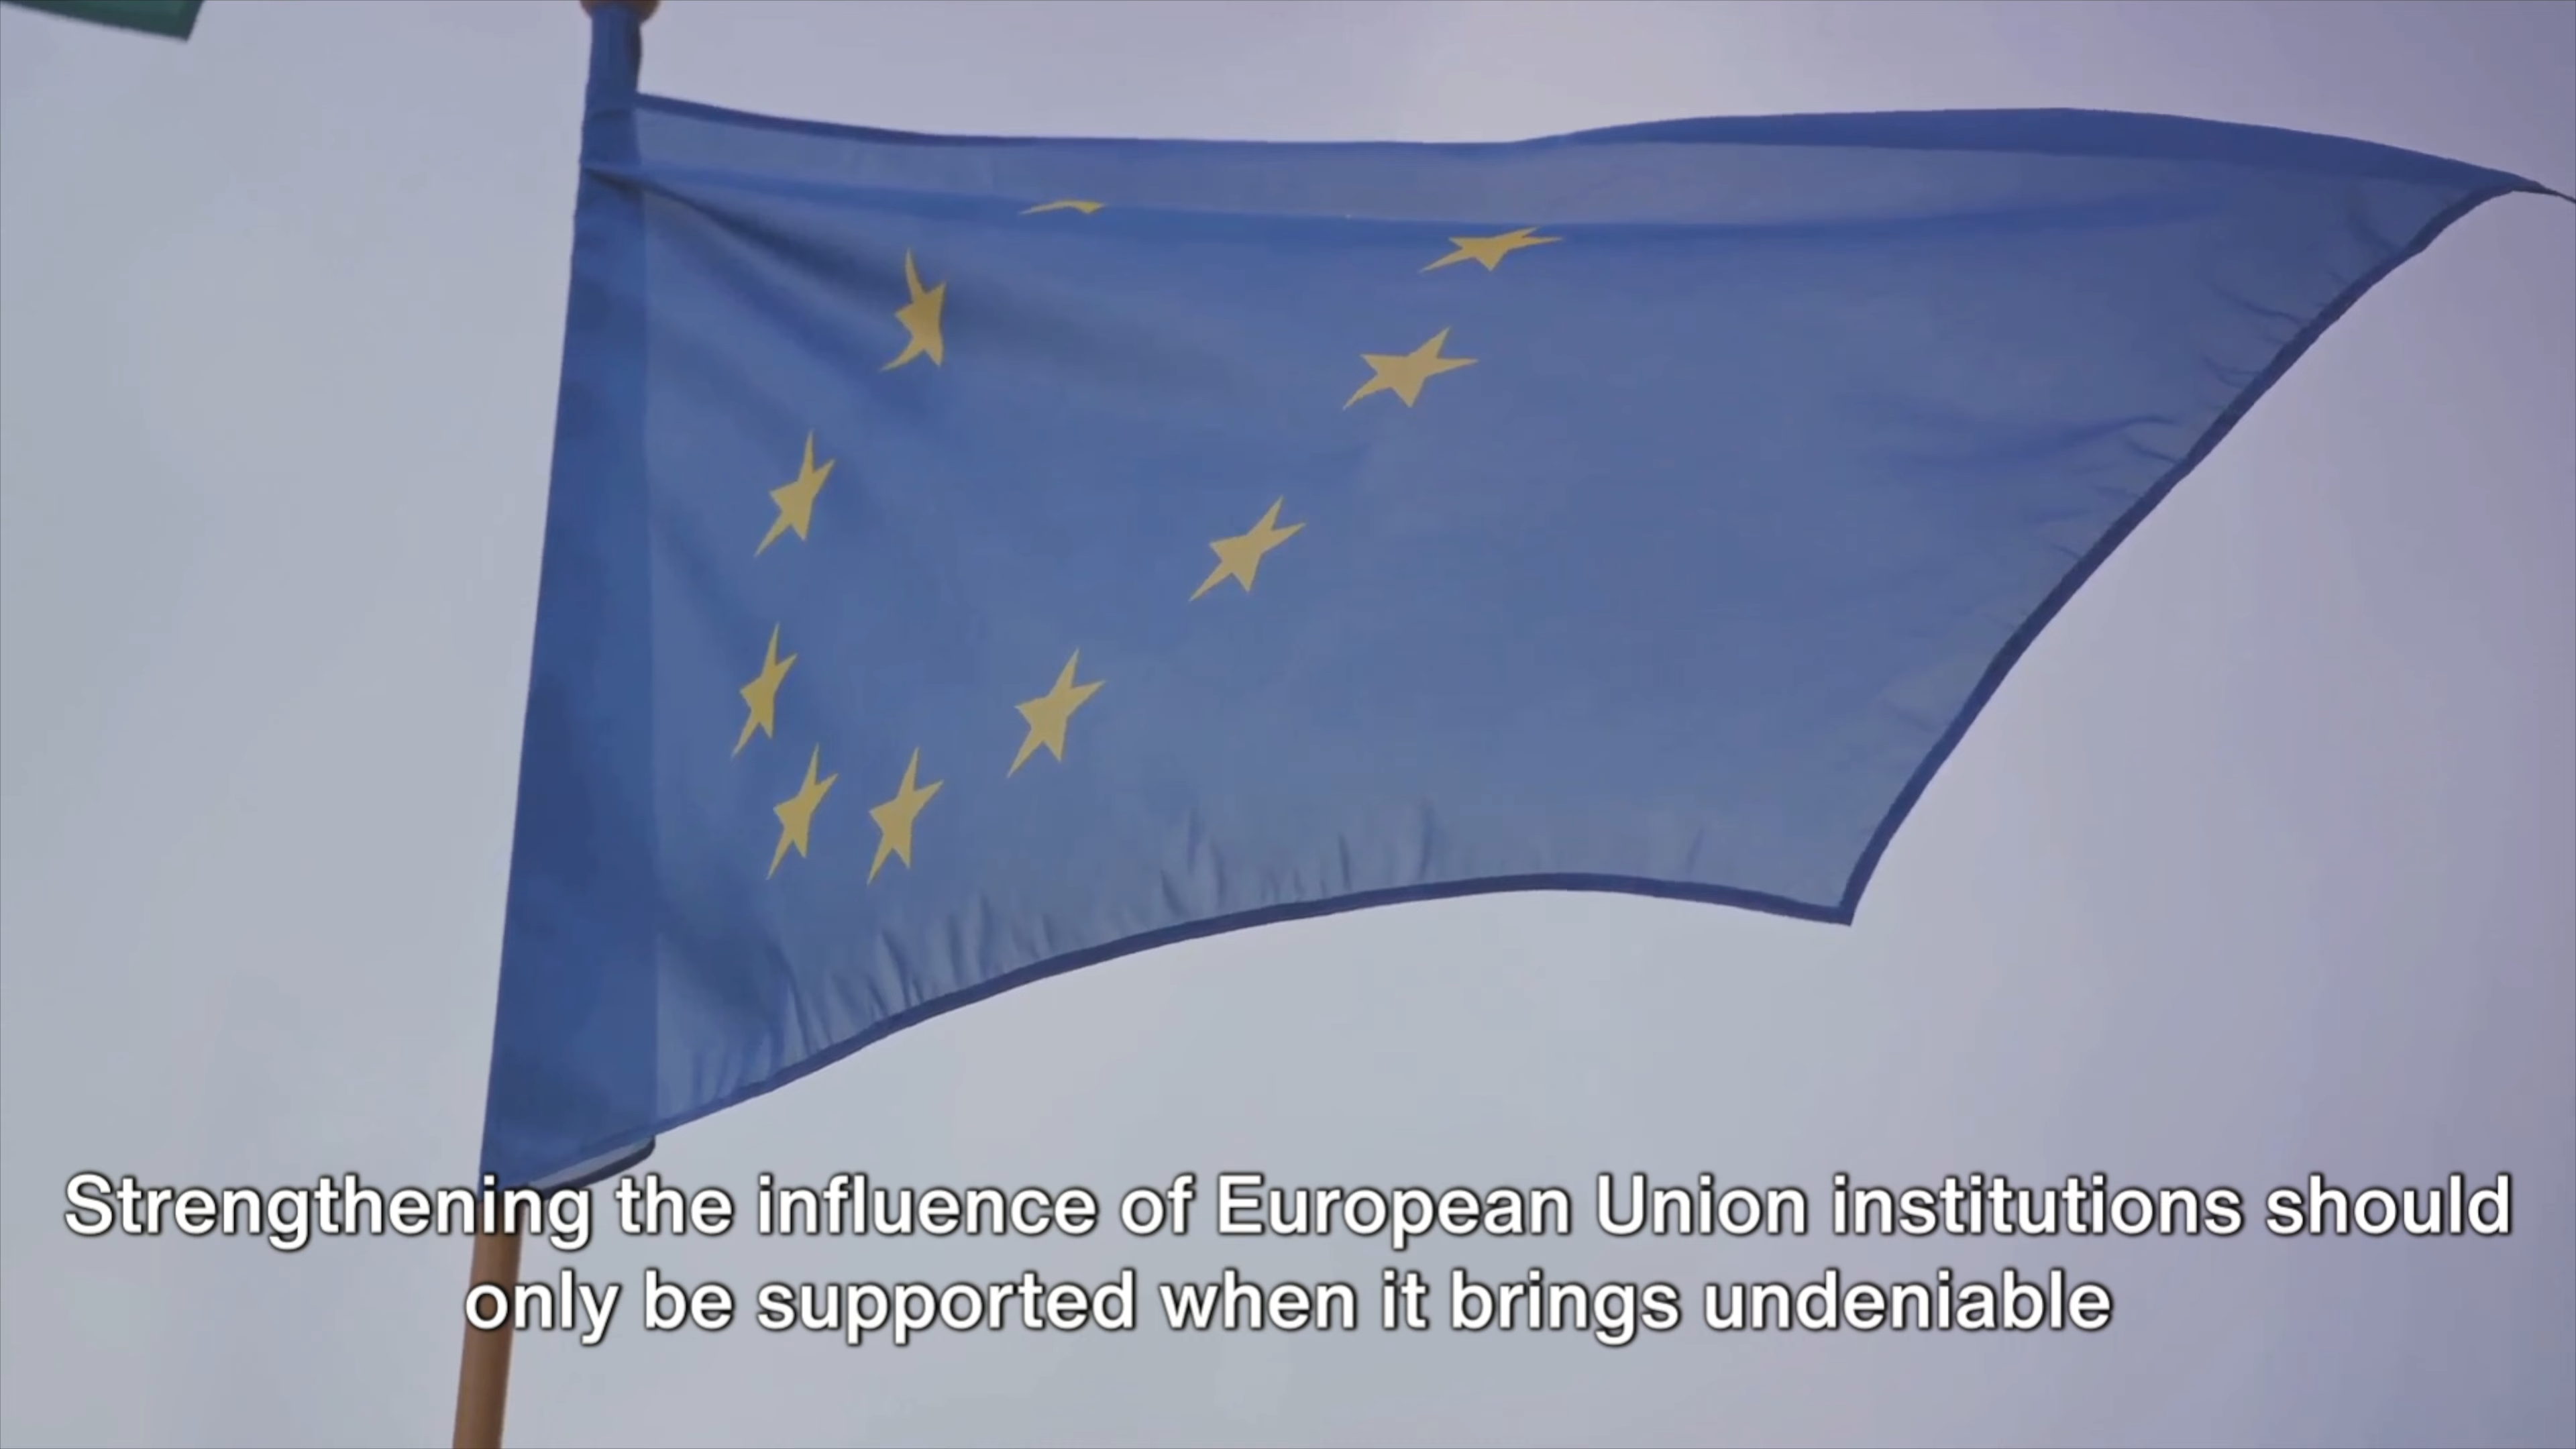 Strengthening the influence of European Union institutions should
only be supported when it brings undeniable